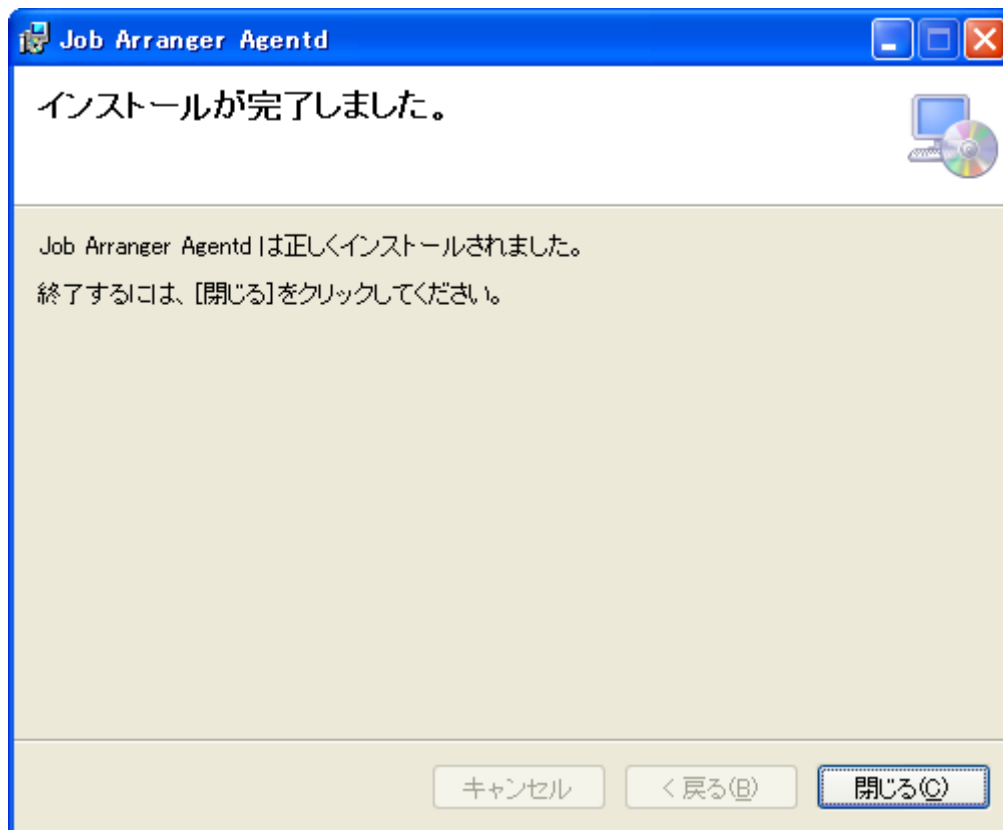 Job Arranger Agentd
インストールが完了しました。
Job Arranger Agentd は正しくインストールされました。
終了するには、[閉じる]をクリックしてください。
キャンセル
< 戻る(B)
閉じる(C)